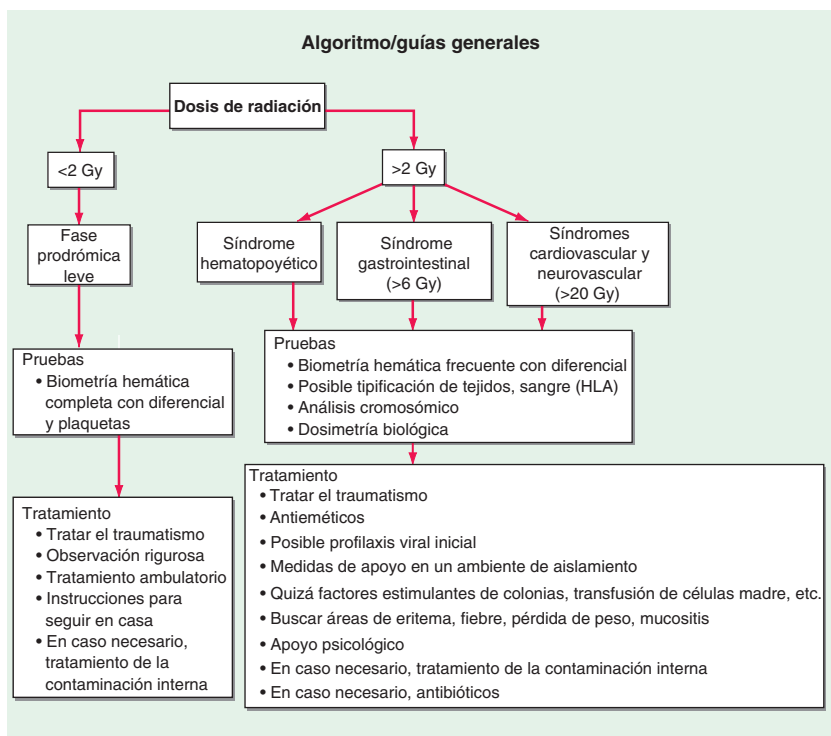 Algoritmo/guías generales
Dosis de radiación
<2 Gy
>2 Gy
Fase
prodrómica
leve
Síndrome
hematopoyético
Síndrome
gastrointestinal
(>6 Gy)
Síndromes
cardiovascular y
neurovascular
(>20 Gy)
Pruebas
• Biometría hemática
completa con diferencial
y plaquetas
Pruebas
• Biometría hemática frecuente con diferencial
• Posible tipificación de tejidos, sangre (HLA)
• Análisis cromosómico
• Dosimetría biológica
Tratamiento
• Tratar el traumatismo
• Observación rigurosa
• Tratamiento ambulatorio
• Instrucciones para
seguir en casa
• En caso necesario,
tratamiento de la
contaminación interna
Tratamiento
• Tratar el traumatismo
• Antieméticos
• Posible profilaxis viral inicial
• Medidas de apoyo en un ambiente de aislamiento
• Quizá factores estimulantes de colonias, transfusión de células madre, etc.
• Buscar áreas de eritema, fiebre, pérdida de peso, mucositis
• Apoyo psicológico
• En caso necesario, tratamiento de la contaminación interna
• En caso necesario, antibióticos